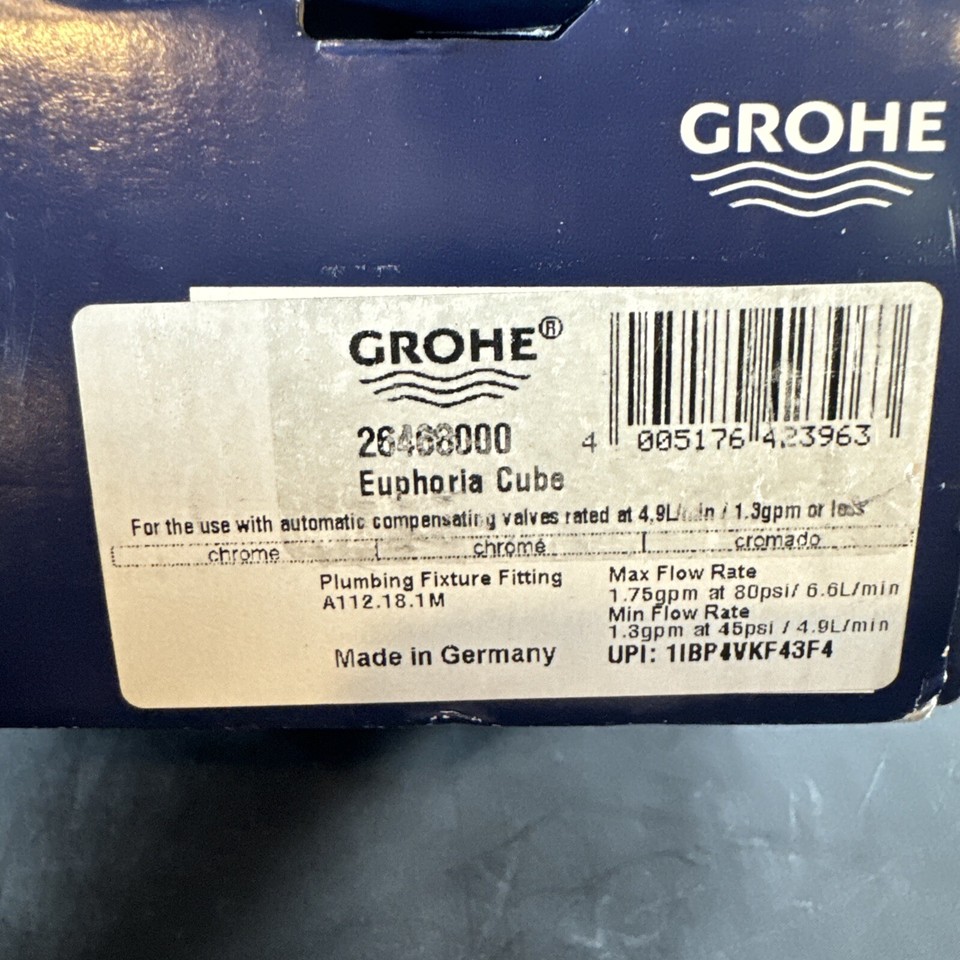 GROHE
GROHE®
26468000
Euphoria Cube
4 005176 423963
For the use with automatic compensating valves rated at 4.9L/min / 1.3gpm or less
chrome chromé cromado
Plumbing Fixture Fitting
A112.18.1M
Made in Germany
Max Flow Rate
1.75gpm at 80psi/ 6.6L/min
Min Flow Rate
1.3gpm at 45psi / 4.9L/min
UPI: 1IBP4VKF43F4